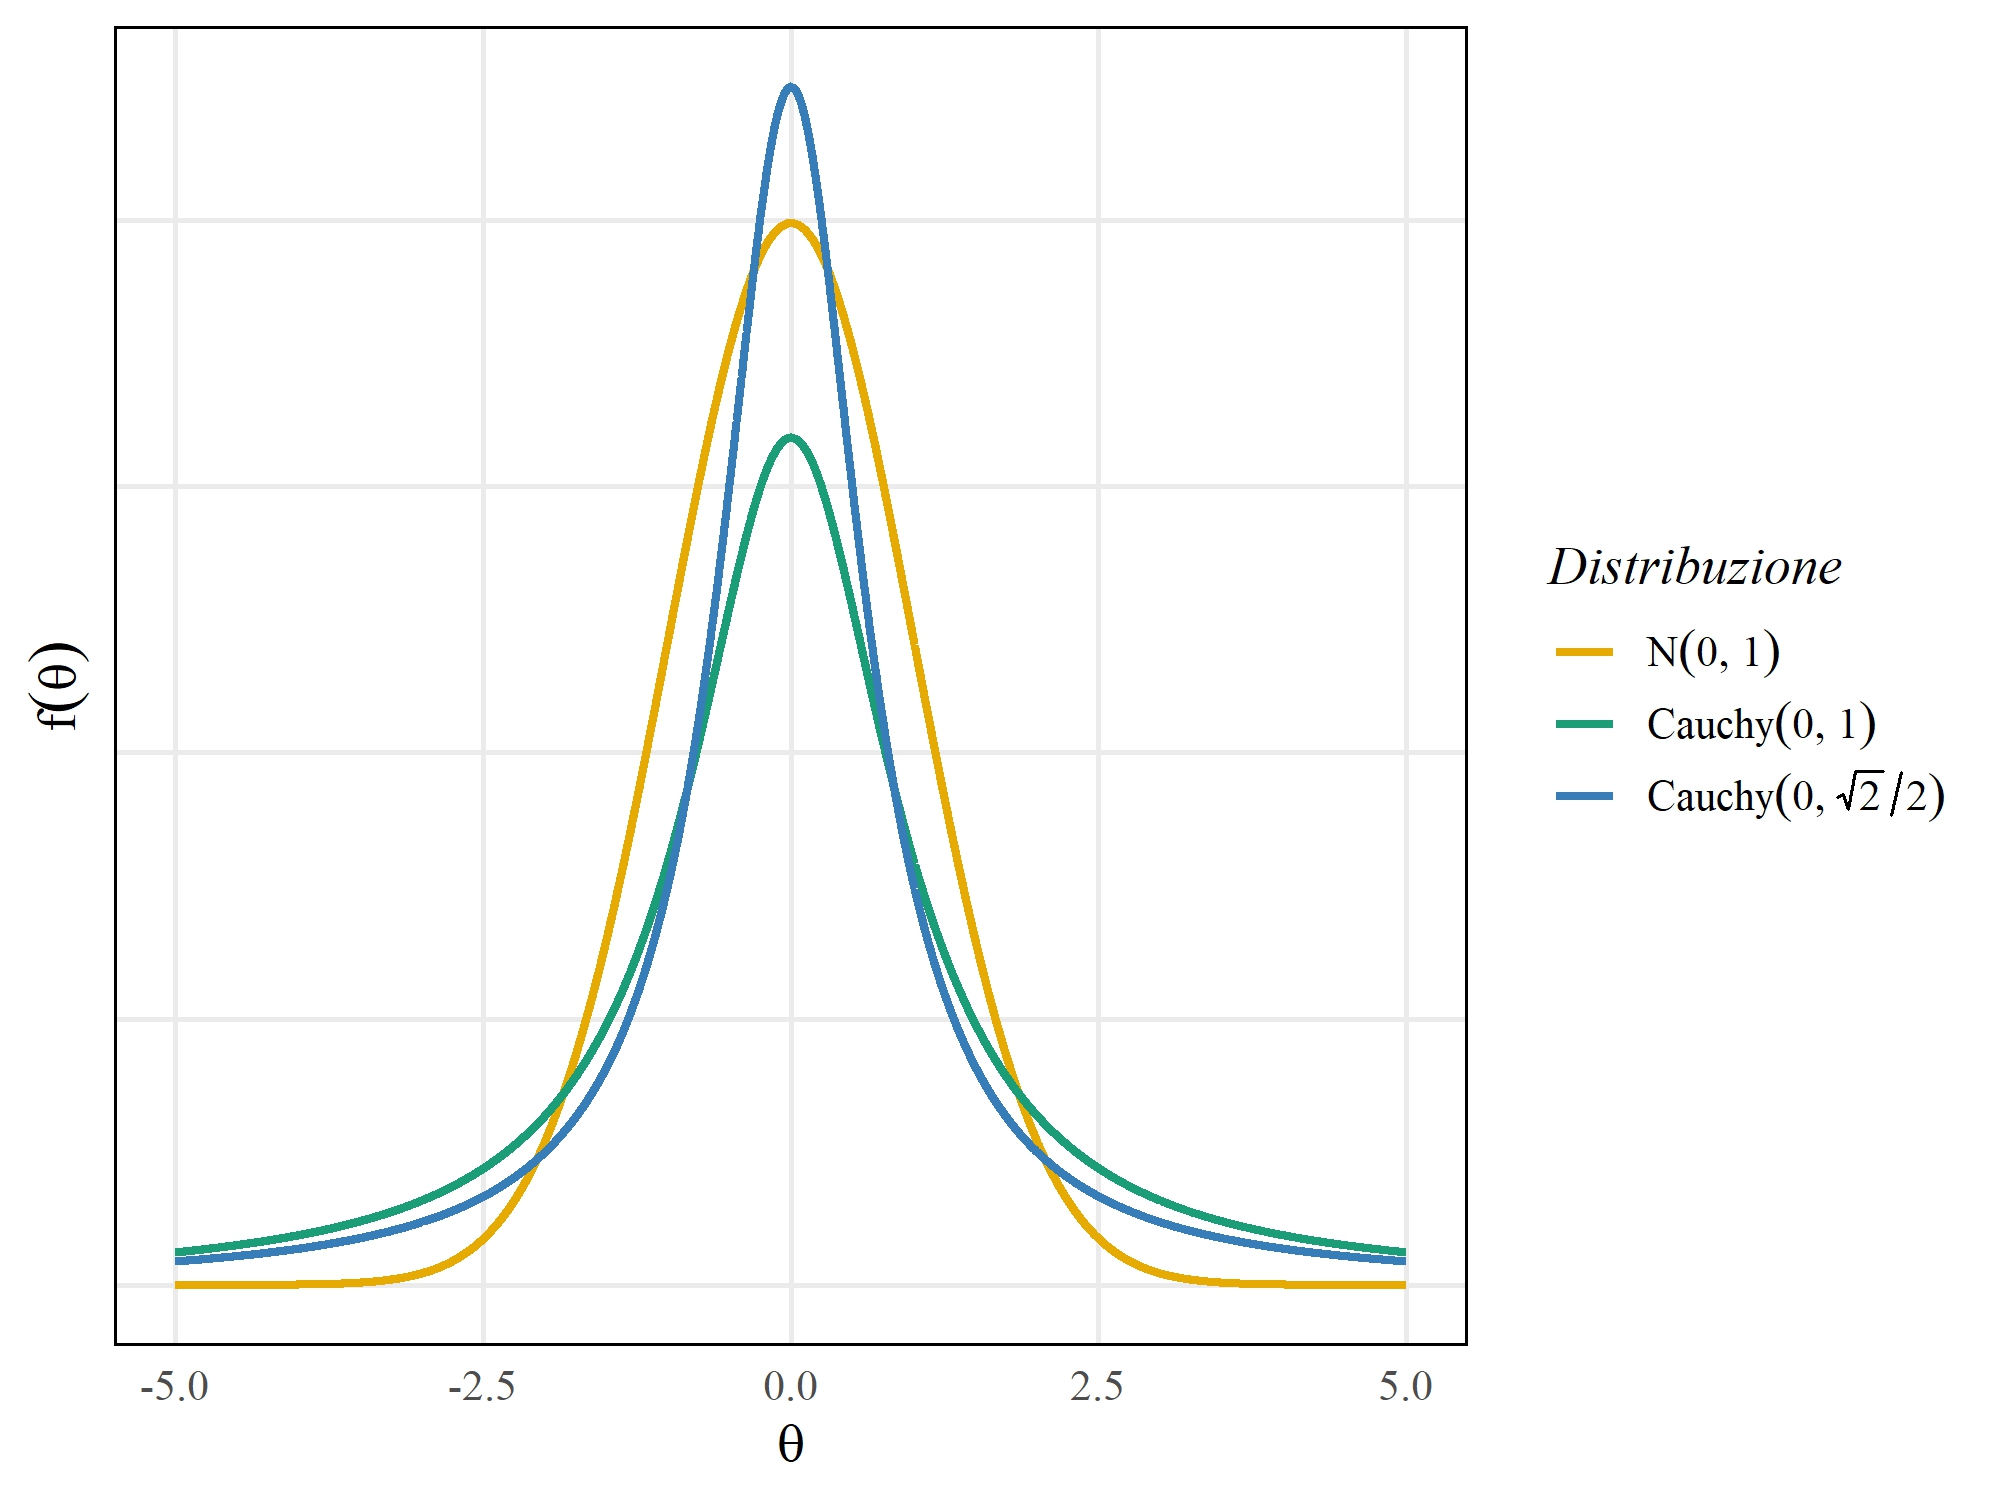 f(θ)
-5.0
-2.5
0.0
2.5
5.0
θ
Distribuzione
N(0, 1)
Cauchy(0, 1)
Cauchy(0, √2/2)